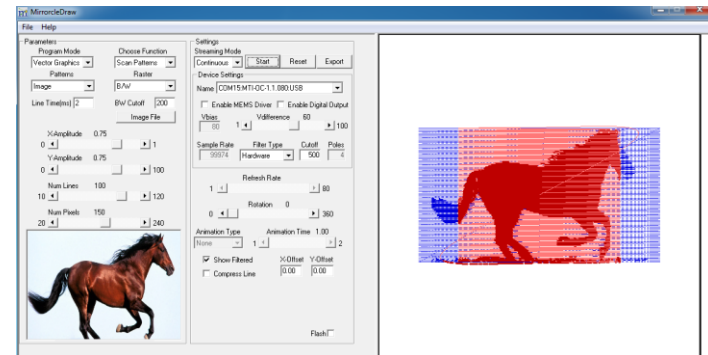 MirrorcleDraw
File Help
Parameters
Program Mode Choose Function
Vector Graphics Scan Patterns
Patterns Raster
Image B/W
Line Time(ms) 2 BW Cutoff 200
Image File
X-Amplitude 0.75
0 1
Y-Amplitude 0.75
0 100
Num Lines 100
10 120
Num Pixels 150
20 240
Settings
Streaming Mode
Continuous Start Reset Export
Device Settings
Name COM15:MTI-OC-1.1.080:USB
Enable MEMS Driver Enable Digital Output
Vbias Vdifference 60
80 1 100
Sample Rate Filter Type Cutoff Poles
99974 Hardware 500 4
Refresh Rate
1 80
Rotation 0
0 360
Animation Type Animation Time 1.00
None 1 2
Show Filtered X-Offset Y-Offset
Compress Line 0.00 0.00
Flash